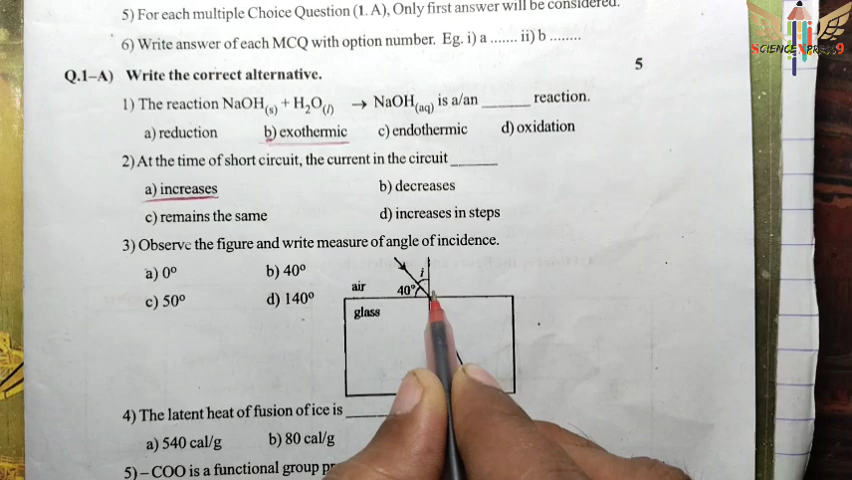 5) For each multiple Choice Question (1. A), Only first answer will be considered.
6) Write answer of each MCQ with option number. Eg. i) a ....... ii) b ........
Q.1–A) Write the correct alternative. 5
1) The reaction NaOH(s) + H2O(l) → NaOH(aq) is a/an ______ reaction.
a) reduction b) exothermic c) endothermic d) oxidation
2) At the time of short circuit, the current in the circuit ______
a) increases b) decreases
c) remains the same d) increases in steps
3) Observe the figure and write measure of angle of incidence.
a) 0° b) 40°
c) 50° d) 140°
i
air 40°
glass
4) The latent heat of fusion of ice is ______
a) 540 cal/g b) 80 cal/g
5) – COO is a functional group
SCIENCEXPRESS9